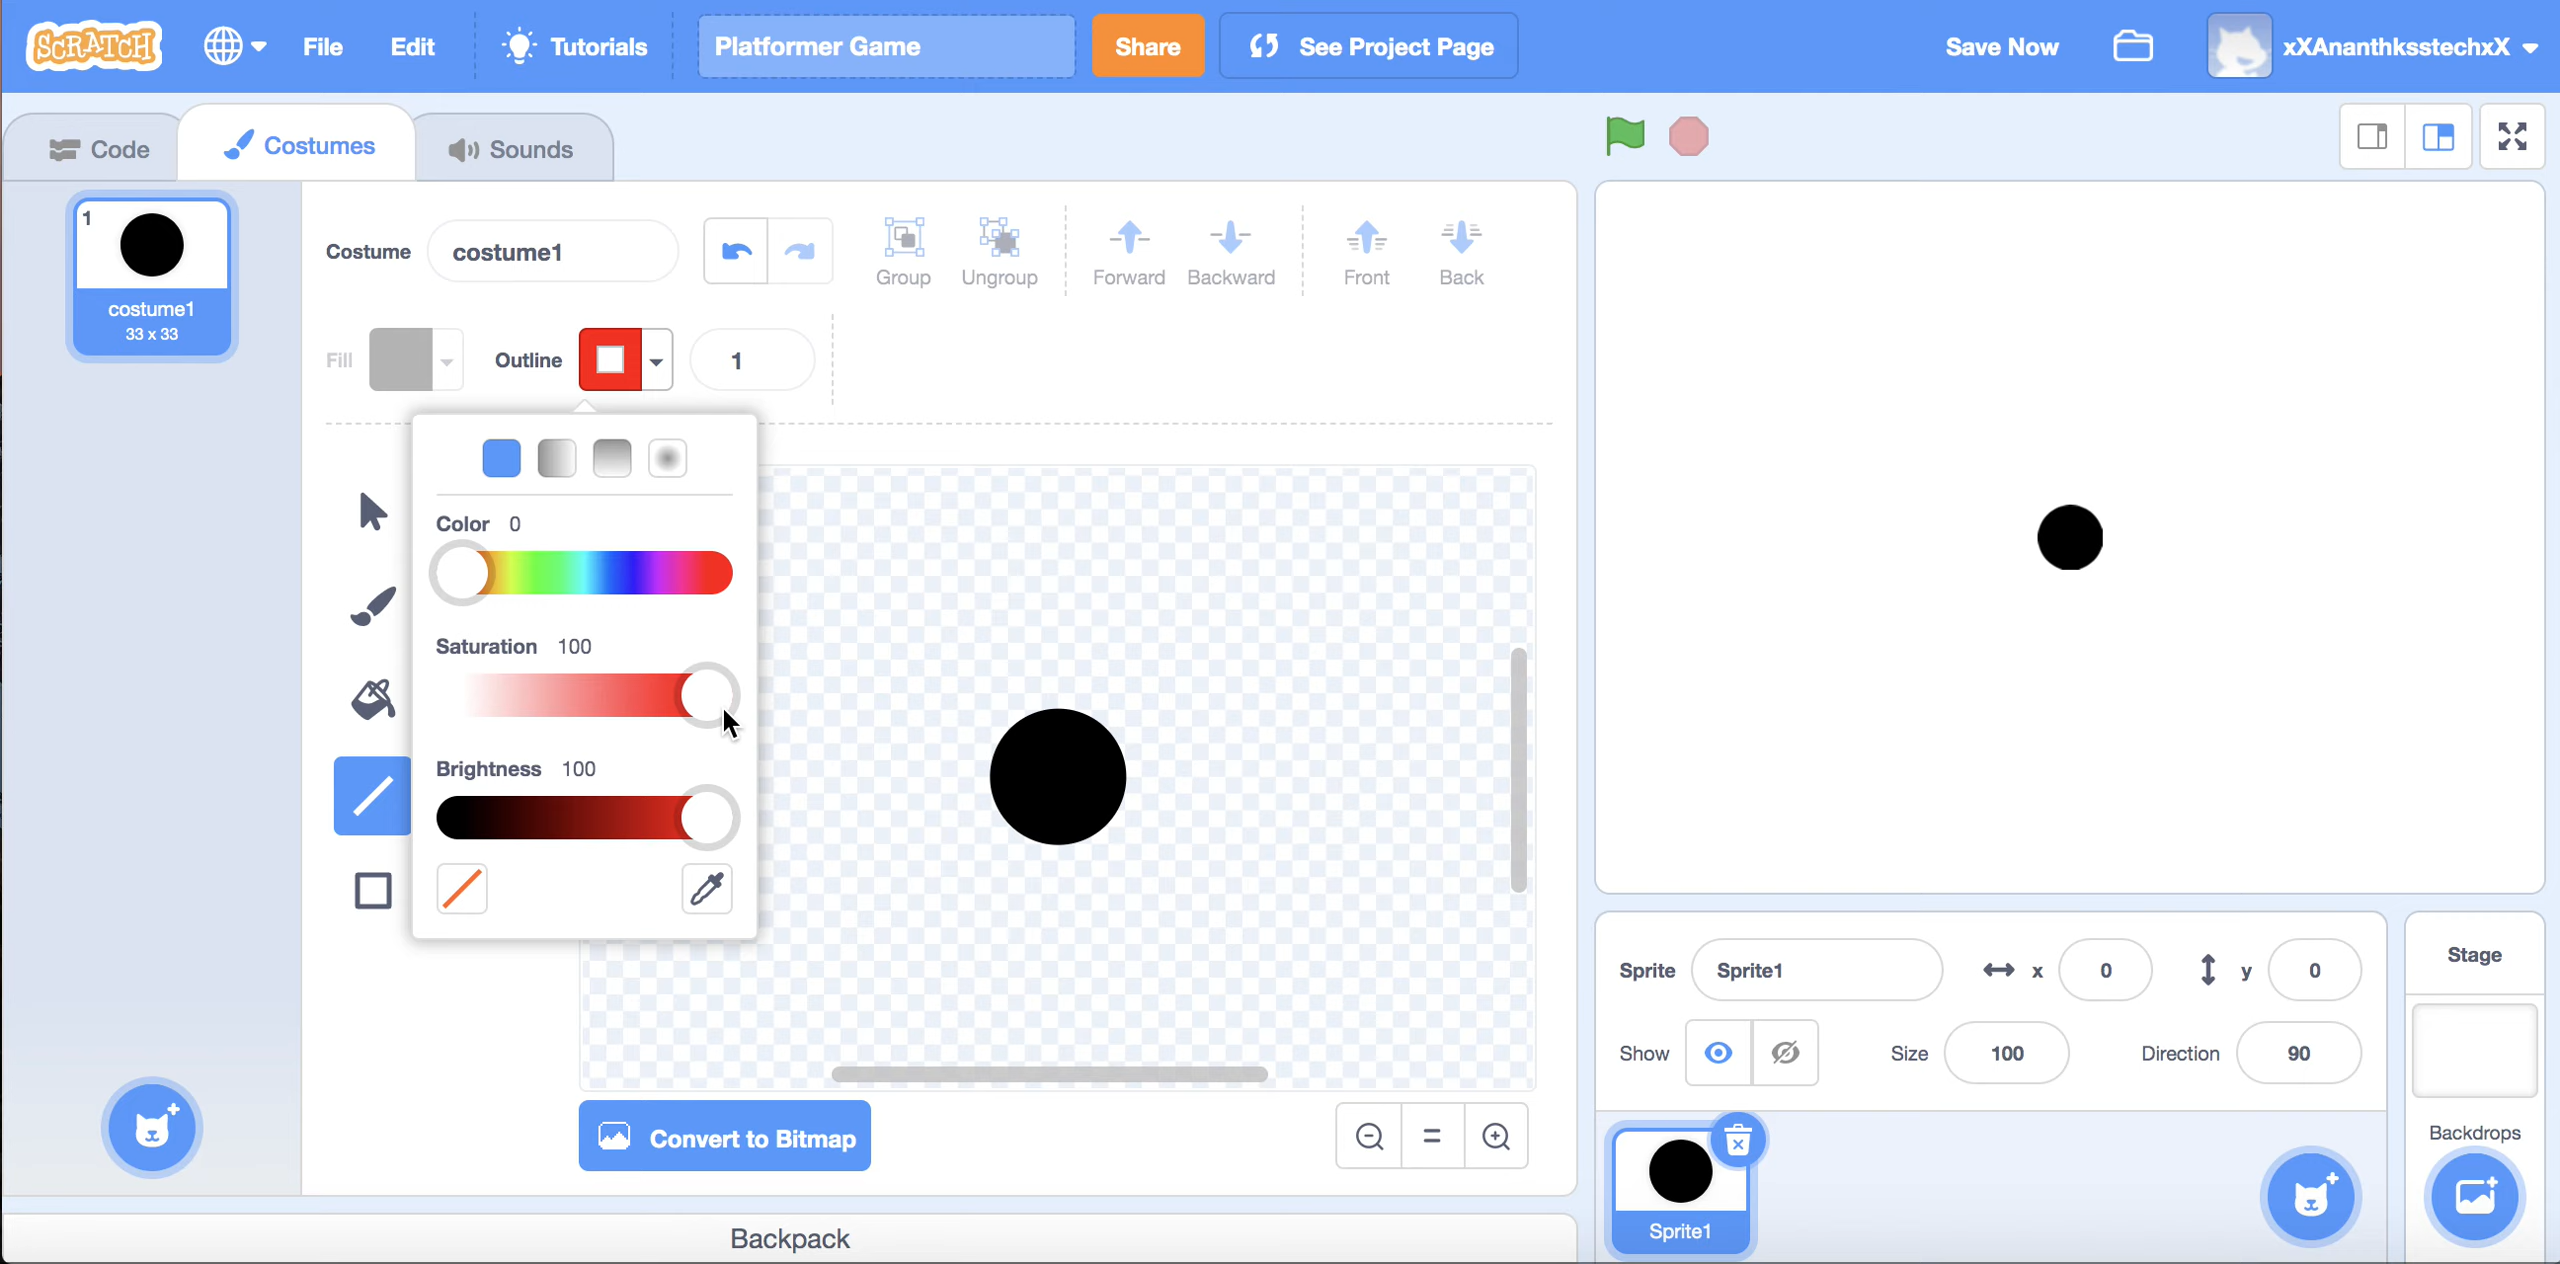 SCRATCH File Edit Tutorials Platformer Game Share See Project Page Save Now xXAnanthksstechxX
Code Costumes Sounds
1
costume1
33 x 33
Costume costume1 Group Ungroup Forward Backward Front Back
Fill Outline 1
Color 0
Saturation 100
Brightness 100
Convert to Bitmap =
Backpack
Sprite Sprite1 x 0 y 0
Show Size 100 Direction 90
Sprite1
Stage
Backdrops